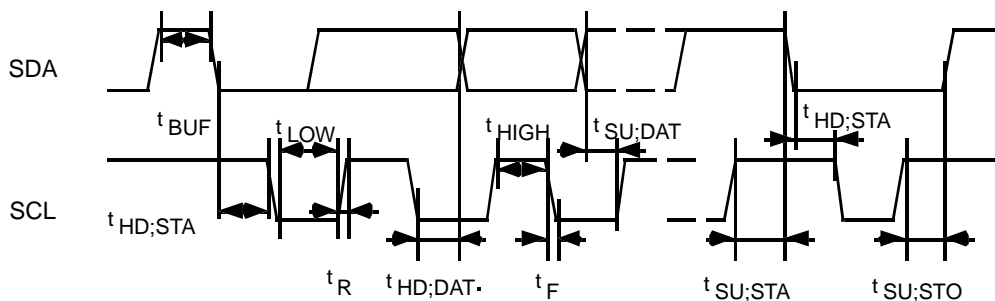 SDA
t BUF
t LOW
t HIGH
t SU;DAT
t HD;STA
SCL
t HD;STA
t R
t HD;DAT.
t F
t SU;STA
t SU;STO